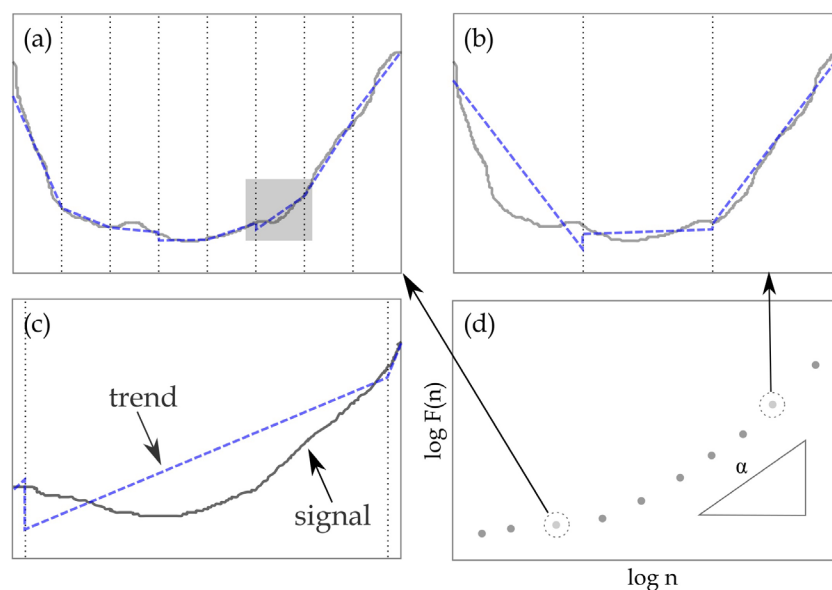 (a)
(b)
(c)
trend
signal
(d)
log F(n)
α
log n